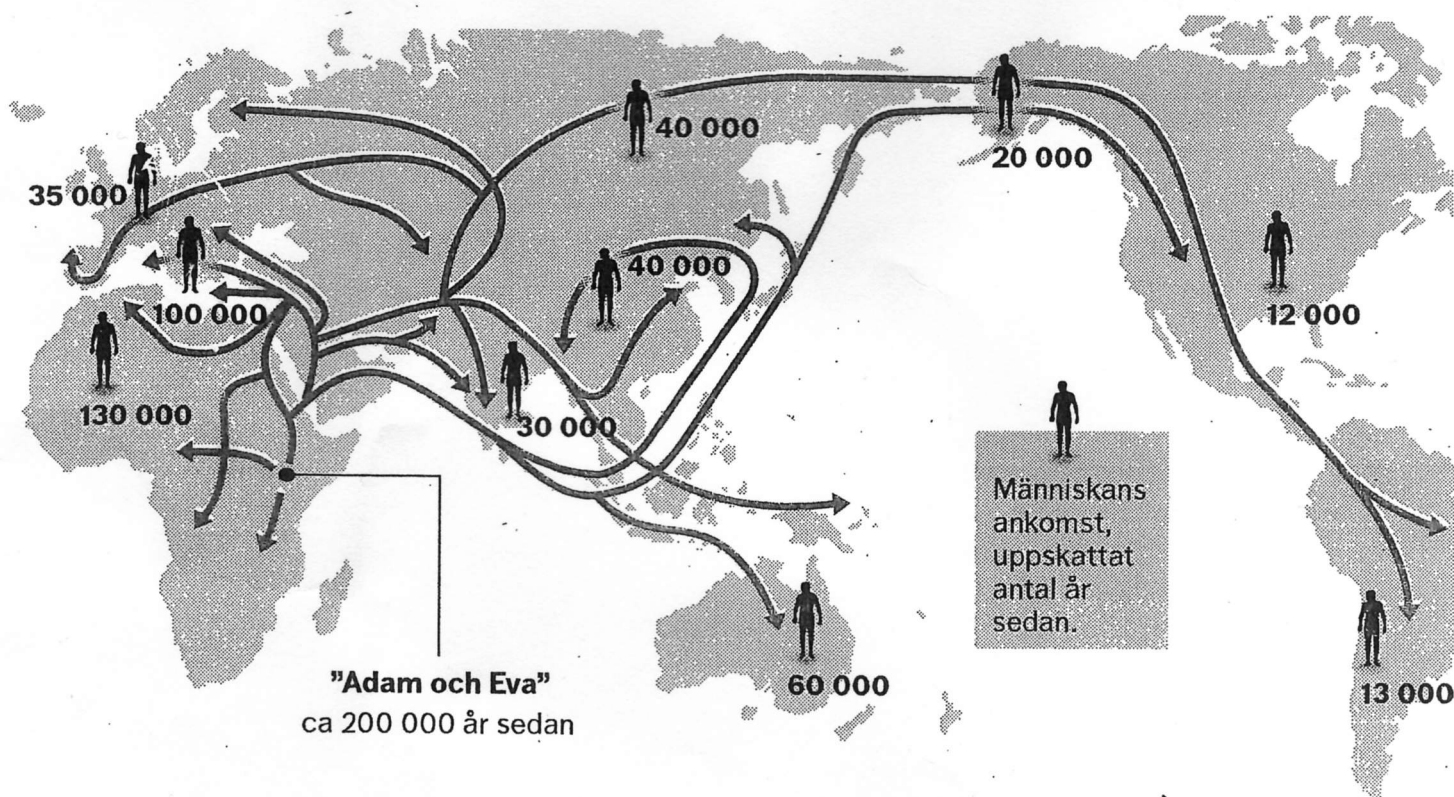 40 000
20 000
35 000
100 000
40 000
12 000
130 000
30 000
Människans
ankomst,
uppskattat
antal år
sedan.
60 000
13 000
”Adam och Eva”
ca 200 000 år sedan